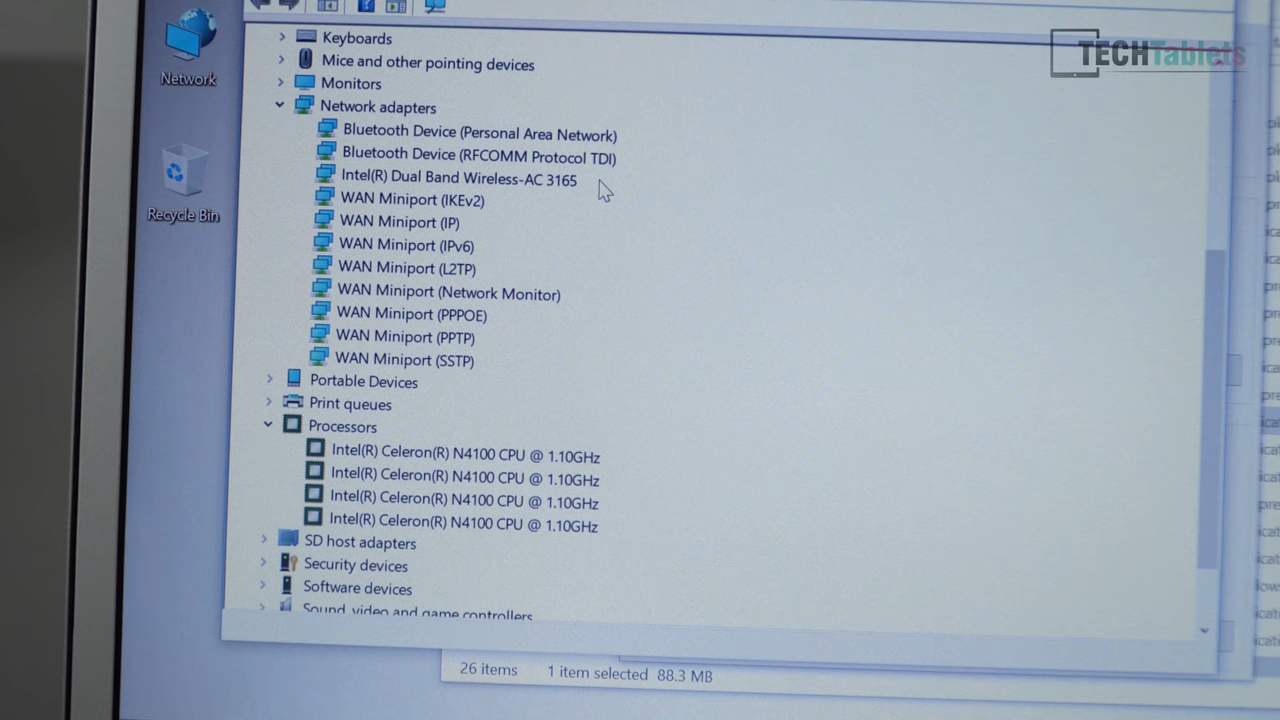 TECHTablets
Network
Recycle Bin
Keyboards
Mice and other pointing devices
Monitors
Network adapters
Bluetooth Device (Personal Area Network)
Bluetooth Device (RFCOMM Protocol TDI)
Intel(R) Dual Band Wireless-AC 3165
WAN Miniport (IKEv2)
WAN Miniport (IP)
WAN Miniport (IPv6)
WAN Miniport (L2TP)
WAN Miniport (Network Monitor)
WAN Miniport (PPPOE)
WAN Miniport (PPTP)
WAN Miniport (SSTP)
Portable Devices
Print queues
Processors
Intel(R) Celeron(R) N4100 CPU @ 1.10GHz
Intel(R) Celeron(R) N4100 CPU @ 1.10GHz
Intel(R) Celeron(R) N4100 CPU @ 1.10GHz
Intel(R) Celeron(R) N4100 CPU @ 1.10GHz
SD host adapters
Security devices
Software devices
Sound, video and game controllers
26 items 1 item selected 88.3 MB